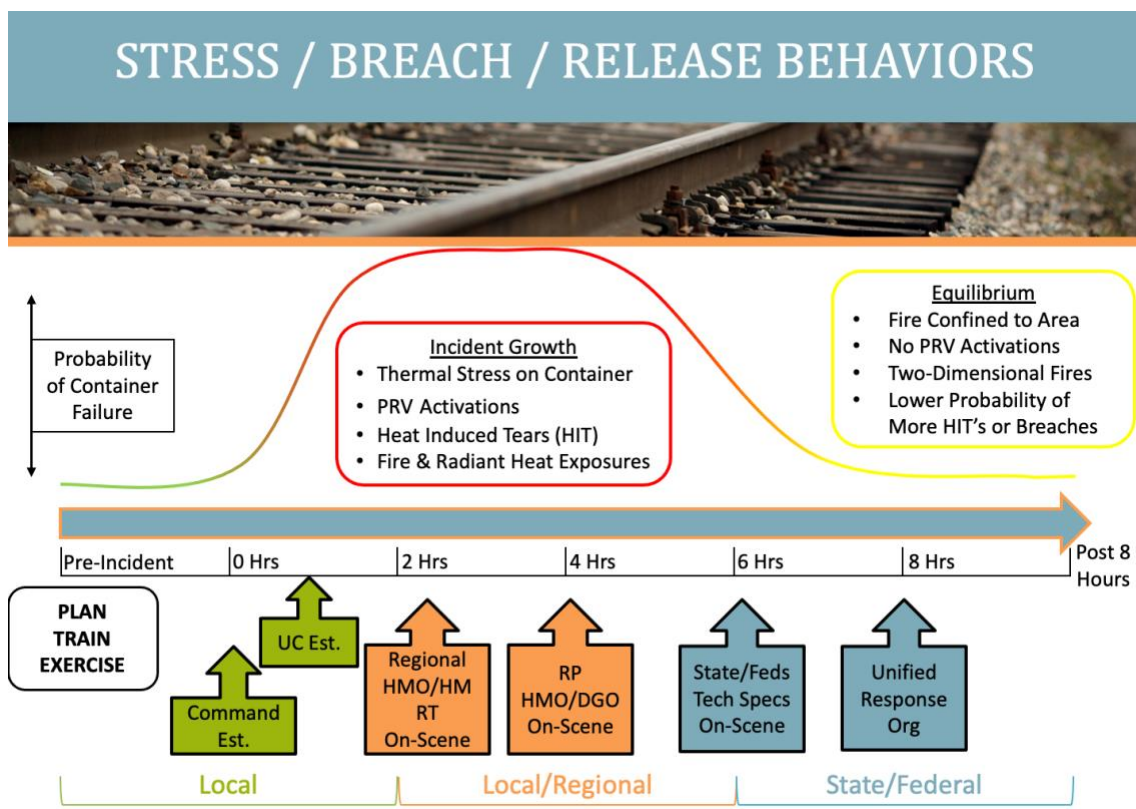 STRESS / BREACH / RELEASE BEHAVIORS
Probability
of Container
Failure
Incident Growth
• Thermal Stress on Container
• PRV Activations
• Heat Induced Tears (HIT)
• Fire & Radiant Heat Exposures
Equilibrium
• Fire Confined to Area
• No PRV Activations
• Two-Dimensional Fires
• Lower Probability of
More HIT's or Breaches
Pre-Incident
0 Hrs
2 Hrs
4 Hrs
6 Hrs
8 Hrs
Post 8
Hours
PLAN
TRAIN
EXERCISE
Command
Est.
UC Est.
Regional
HMO/HM
RT
On-Scene
RP
HMO/DGO
On-Scene
State/Feds
Tech Specs
On-Scene
Unified
Response
Org
Local
Local/Regional
State/Federal